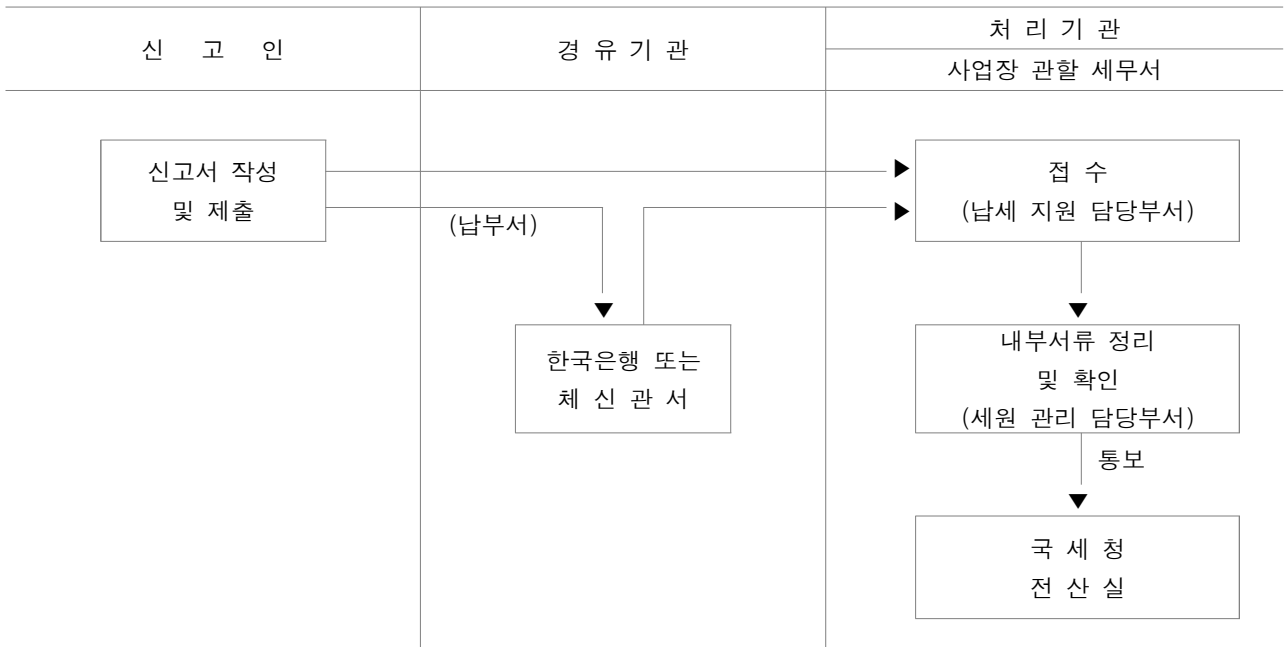 신 고 인
경 유 기 관
처 리 기 관
사업장 관할 세무서
신고서 작성
및 제출
(납부서)
한국은행 또는
체 신 관 서
접 수
(납세 지원 담당부서)
내부서류 정리
및 확인
(세원 관리 담당부서)
통보
국 세 청
전 산 실